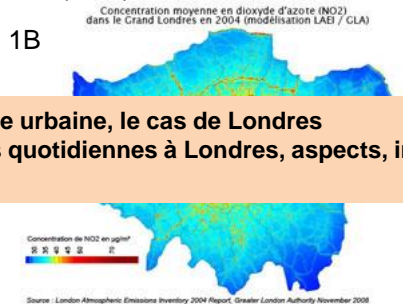 Concentration moyenne en dioxyde d'azote (NO2)
dans le Grand Londres en 2004 (modélisation LAEI / GLA)
1B
e urbaine, le cas de Londres
s quotidiennes à Londres, aspects, i
Concentration de NO2 en µg/m³
Source : London Atmospheric Emissions Inventory 2004 Report, Greater London Authority November 2008